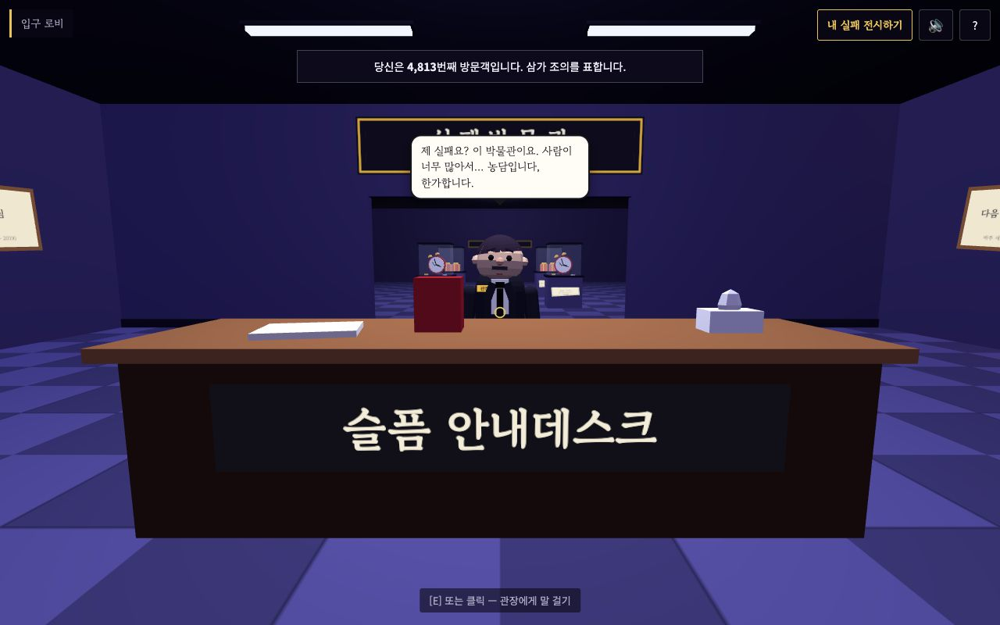 입구 로비
내 실패 전시하기
?
당신은 4,813번째 방문객입니다. 삼가 조의를 표합니다.
제 실패요? 이 박물관이요. 사람이
너무 많아서... 농담입니다,
한가합니다.
다음
슬픔 안내데스크
[E] 또는 클릭 — 관장에게 말 걸기